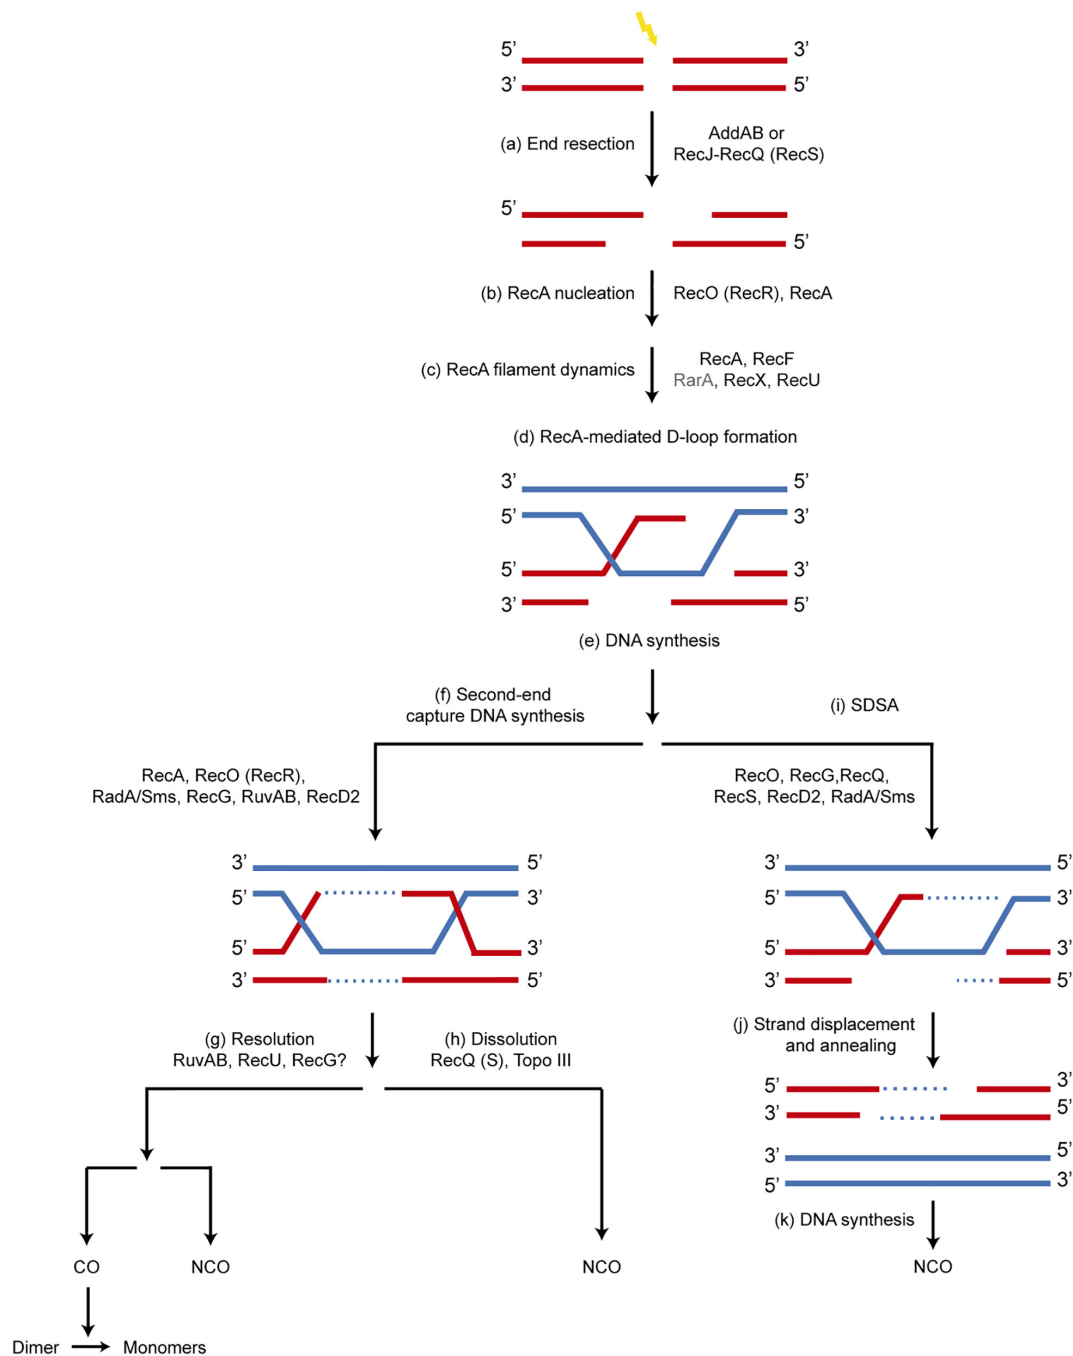 5’ 3’
3’ 5’
(a) End resection
AddAB or
RecJ-RecQ (RecS)
5’
5’
(b) RecA nucleation
RecO (RecR), RecA
(c) RecA filament dynamics
RecA, RecF
RarA, RecX, RecU
(d) RecA-mediated D-loop formation
3’ 5’
5’ 3’
5’ 3’
3’ 5’
(e) DNA synthesis
(f) Second-end
capture DNA synthesis
(i) SDSA
RecA, RecO (RecR),
RadA/Sms, RecG, RuvAB, RecD2
RecO, RecG,RecQ,
RecS, RecD2, RadA/Sms
3’ 5’
5’ 3’
5’ 3’
3’ 5’
3’ 5’
5’ 3’
5’ 3’
3’ 5’
(g) Resolution
RuvAB, RecU, RecG?
(h) Dissolution
RecQ (S), Topo III
(j) Strand displacement
and annealing
5’ 3’
3’ 5’
3’ 5’
5’ 3’
(k) DNA synthesis
CO
NCO
NCO
NCO
Dimer
Monomers